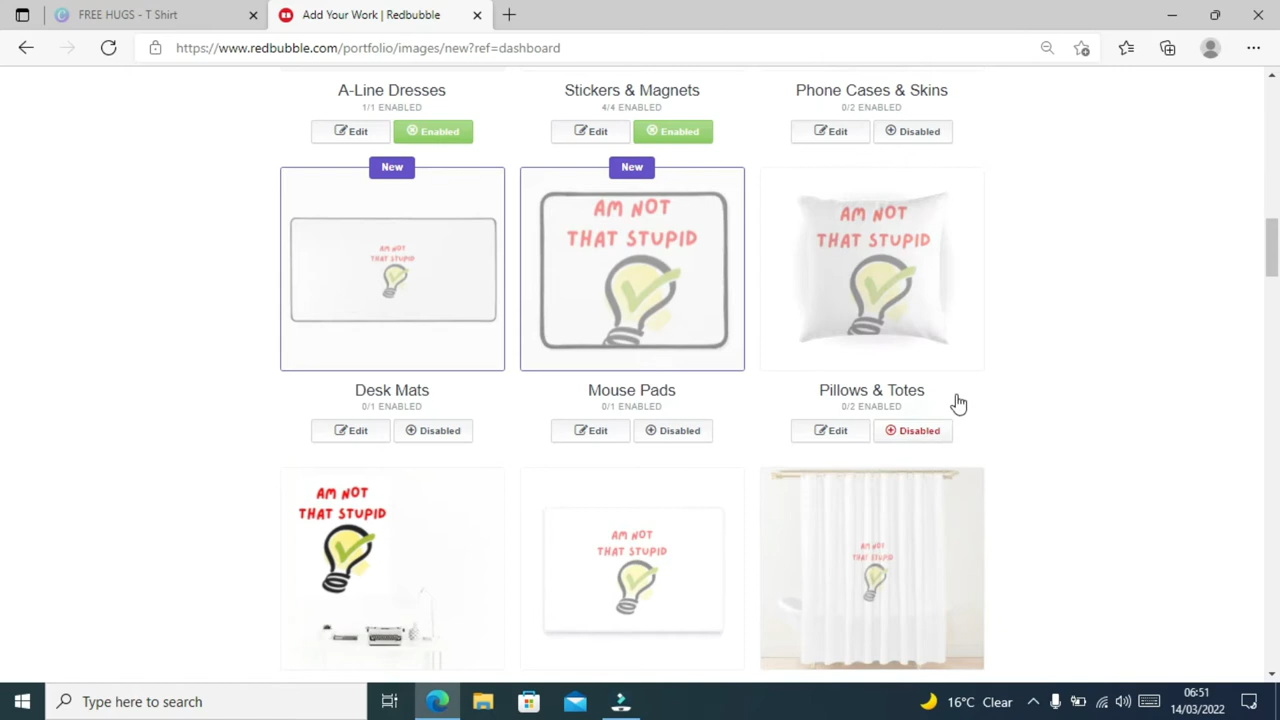 FREE HUGS - T Shirt
Add Your Work | Redbubble
https://www.redbubble.com/portfolio/images/new?ref=dashboard
A-Line Dresses
Stickers & Magnets
Phone Cases & Skins
1/1 ENABLED
4/4 ENABLED
0/2 ENABLED
Edit
Enabled
Edit
Enabled
Edit
Disabled
New
New
AM NOT
THAT STUPID
AM NOT
THAT STUPID
AM NOT
THAT STUPID
Desk Mats
Mouse Pads
Pillows & Totes
0/1 ENABLED
0/1 ENABLED
0/2 ENABLED
Edit
Disabled
Edit
Disabled
Edit
Disabled
AM NOT
THAT STUPID
AM NOT
THAT STUPID
AM NOT
THAT STUPID
Type here to search
16°C Clear
06:51
14/03/2022